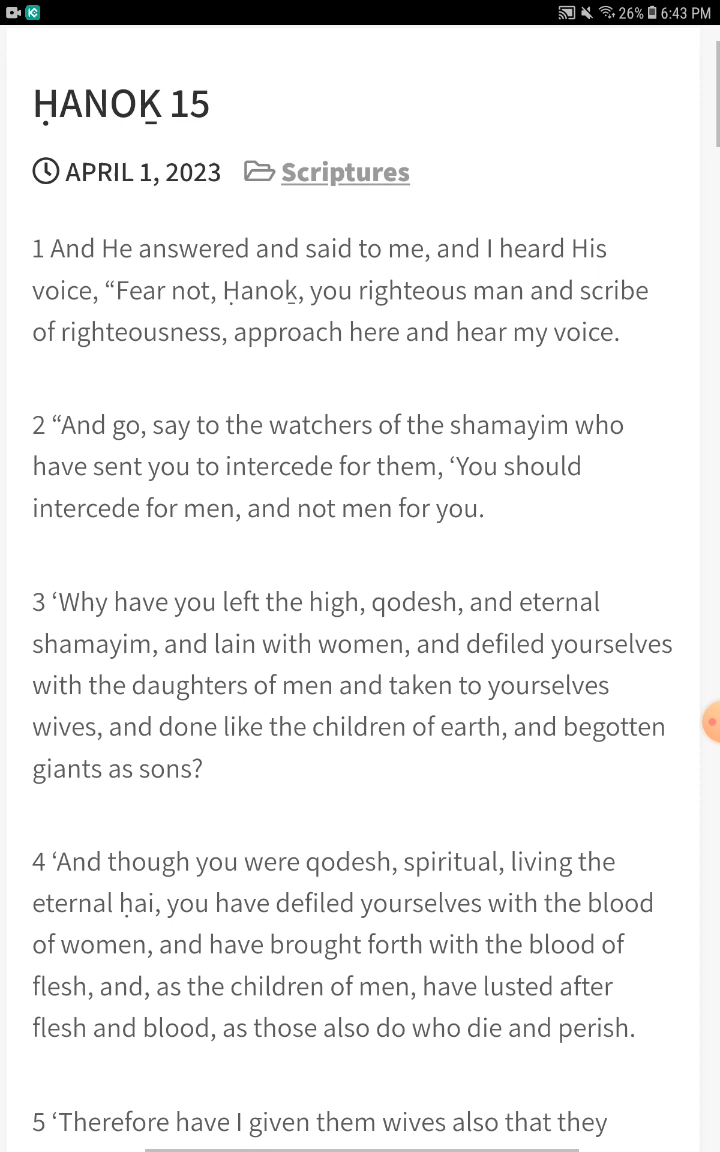 26% 6:43 PM
ḤANOḴ 15
APRIL 1, 2023 Scriptures
1 And He answered and said to me, and I heard His
voice, “Fear not, Ḥanoḵ, you righteous man and scribe
of righteousness, approach here and hear my voice.
2 “And go, say to the watchers of the shamayim who
have sent you to intercede for them, ‘You should
intercede for men, and not men for you.
3 ‘Why have you left the high, qodesh, and eternal
shamayim, and lain with women, and defiled yourselves
with the daughters of men and taken to yourselves
wives, and done like the children of earth, and begotten
giants as sons?
4 ‘And though you were qodesh, spiritual, living the
eternal ḥai, you have defiled yourselves with the blood
of women, and have brought forth with the blood of
flesh, and, as the children of men, have lusted after
flesh and blood, as those also do who die and perish.
5 ‘Therefore have I given them wives also that they